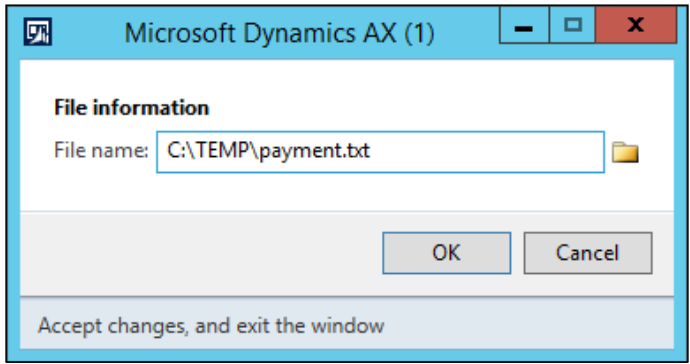 Microsoft Dynamics AX (1)
File information
File name: C:\TEMP\payment.txt
OK Cancel
Accept changes, and exit the window